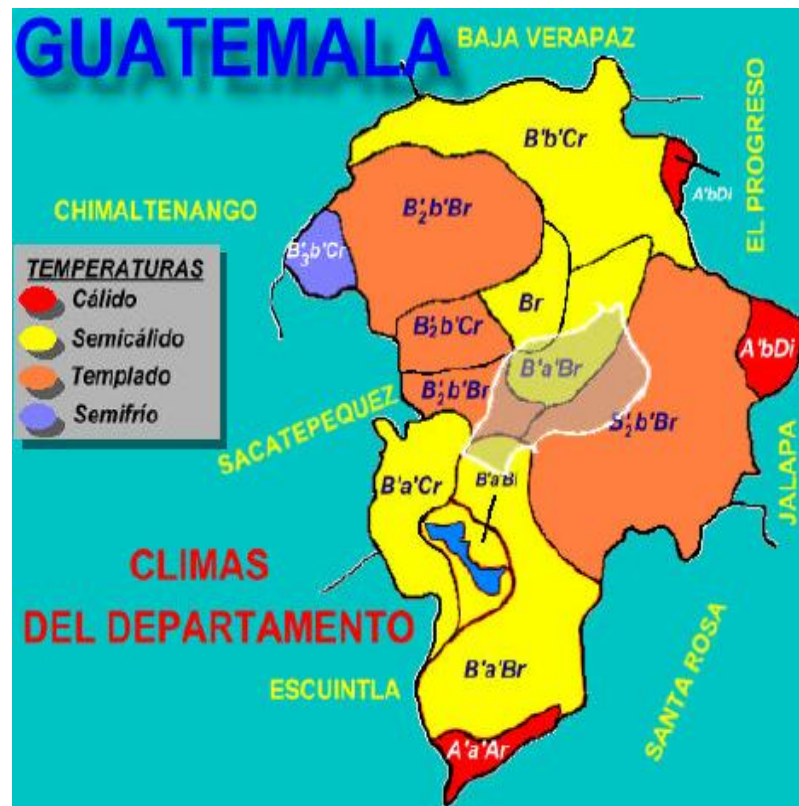 GUATEMALA
BAJA VERAPAZ
EL PROGRESO
B'b'Cr
A'bDi
B'2b'Br
CHIMALTENANGO
B'3b'Cr
TEMPERATURAS
Cálido
Semicálido
Templado
Semifrío
Br
B'2b'Cr
A'bDi
B'a'Br
B'2b'Br
B'2b'Br
SACATEPEQUEZ
JALAPA
B'a'Cr
B'a'Bi
CLIMAS
DEL DEPARTAMENTO
B'a'Br
ESCUINTLA
SANTA ROSA
A'a'Ar